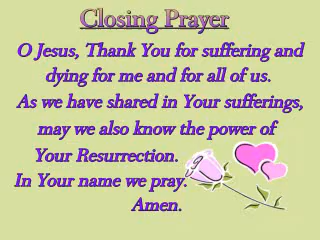 Closing Prayer
O Jesus, Thank You for suffering and
dying for me and for all of us.
As we have shared in Your sufferings,
may we also know the power of
Your Resurrection.
In Your name we pray.
Amen.